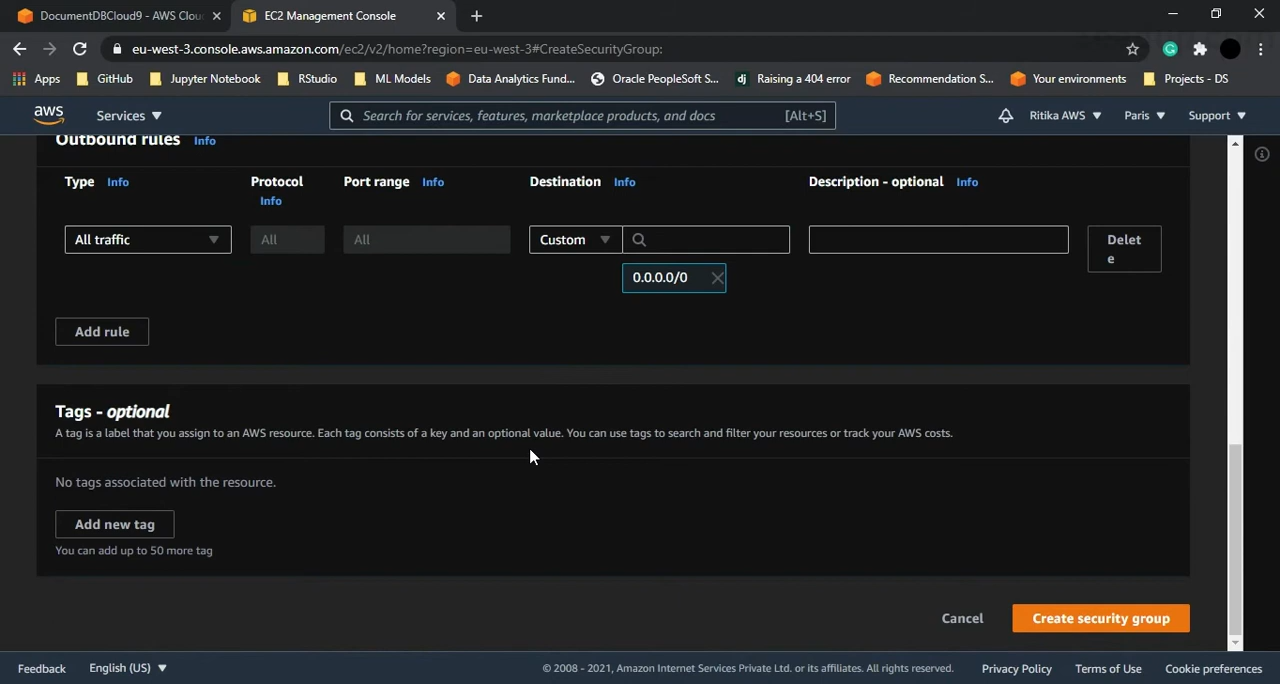 DocumentDBCloud9 - AWS Clou
EC2 Management Console
eu-west-3.console.aws.amazon.com/ec2/v2/home?region=eu-west-3#CreateSecurityGroup:
Apps GitHub Jupyter Notebook RStudio ML Models Data Analytics Fund... Oracle PeopleSoft S... dj Raising a 404 error Recommendation S... Your environments Projects - DS
aws Services Search for services, features, marketplace products, and docs [Alt+S] Ritika AWS Paris Support
Outbound rules Info
Type Info Protocol Info Port range Info Destination Info Description - optional Info
All traffic All All Custom Delet
e
0.0.0.0/0
Add rule
Tags - optional
A tag is a label that you assign to an AWS resource. Each tag consists of a key and an optional value. You can use tags to search and filter your resources or track your AWS costs.
No tags associated with the resource.
Add new tag
You can add up to 50 more tag
Cancel Create security group
Feedback English (US) © 2008 - 2021, Amazon Internet Services Private Ltd. or its affiliates. All rights reserved. Privacy Policy Terms of Use Cookie preferences